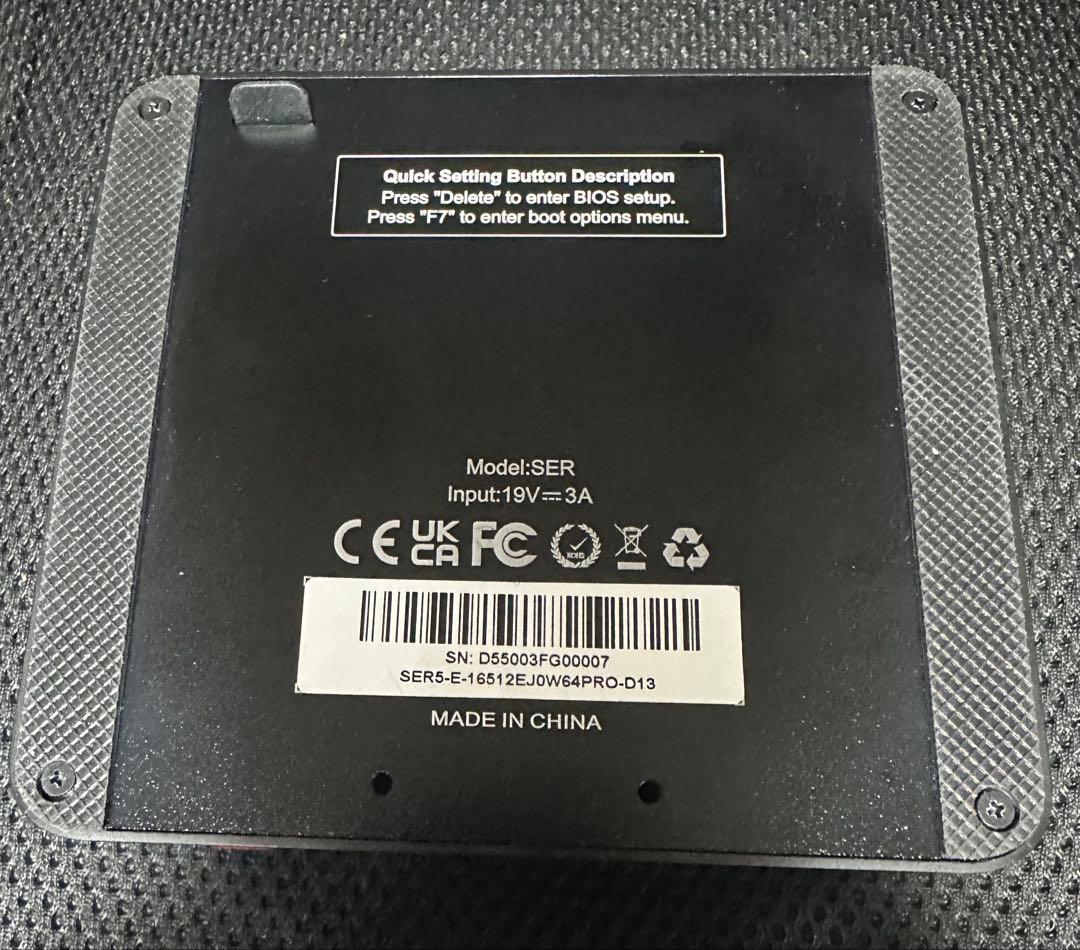 Quick Setting Button Description
Press "Delete" to enter BIOS setup.
Press "F7" to enter boot options menu.
Model:SER
Input:19V⎓3A
CE UK CA FC ROHS
SN: D55003FG00007
SER5-E-16512EJ0W64PRO-D13
MADE IN CHINA